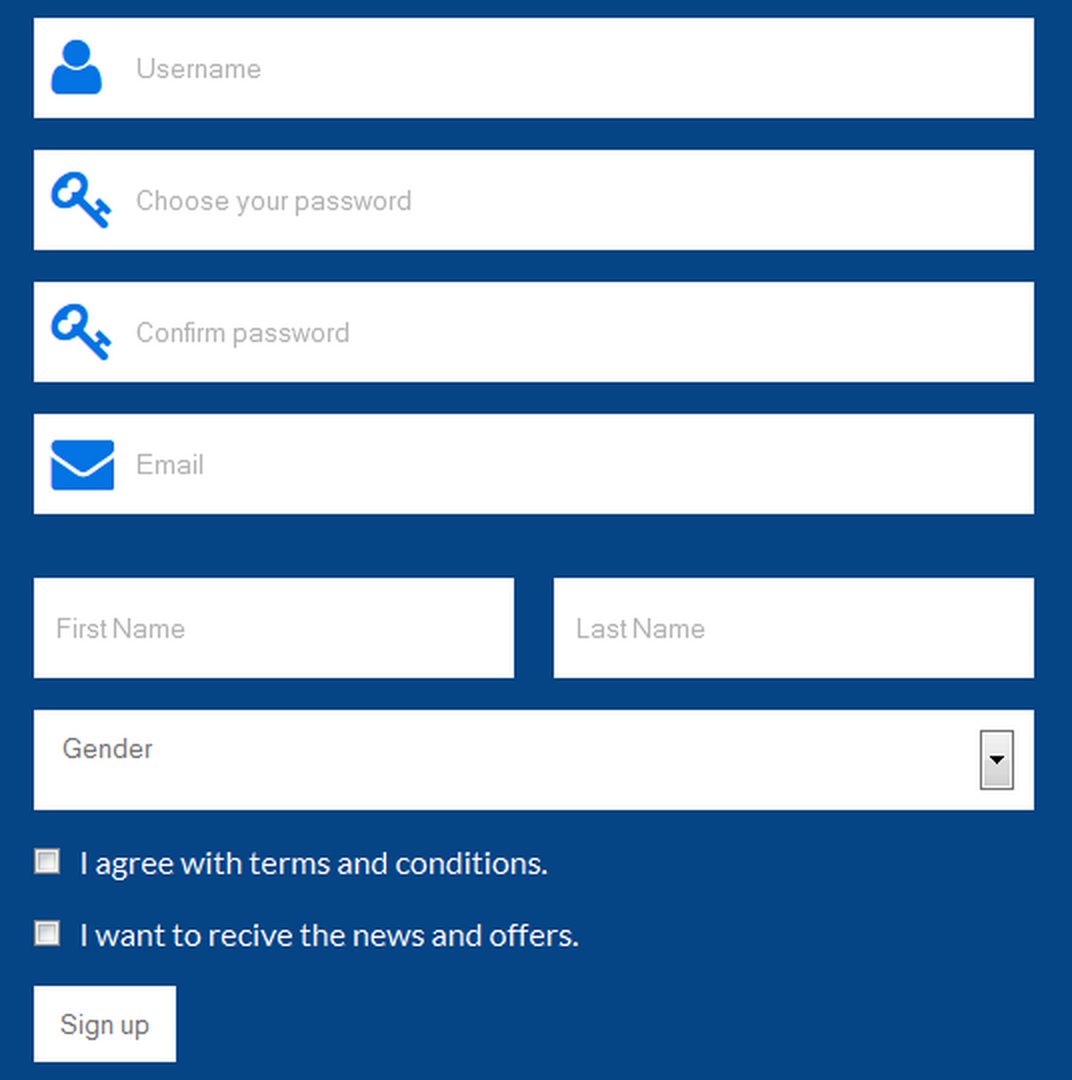 Username
Choose your password
Confirm password
Email
First Name
Last Name
Gender
I agree with terms and conditions.
I want to recive the news and offers.
Sign up